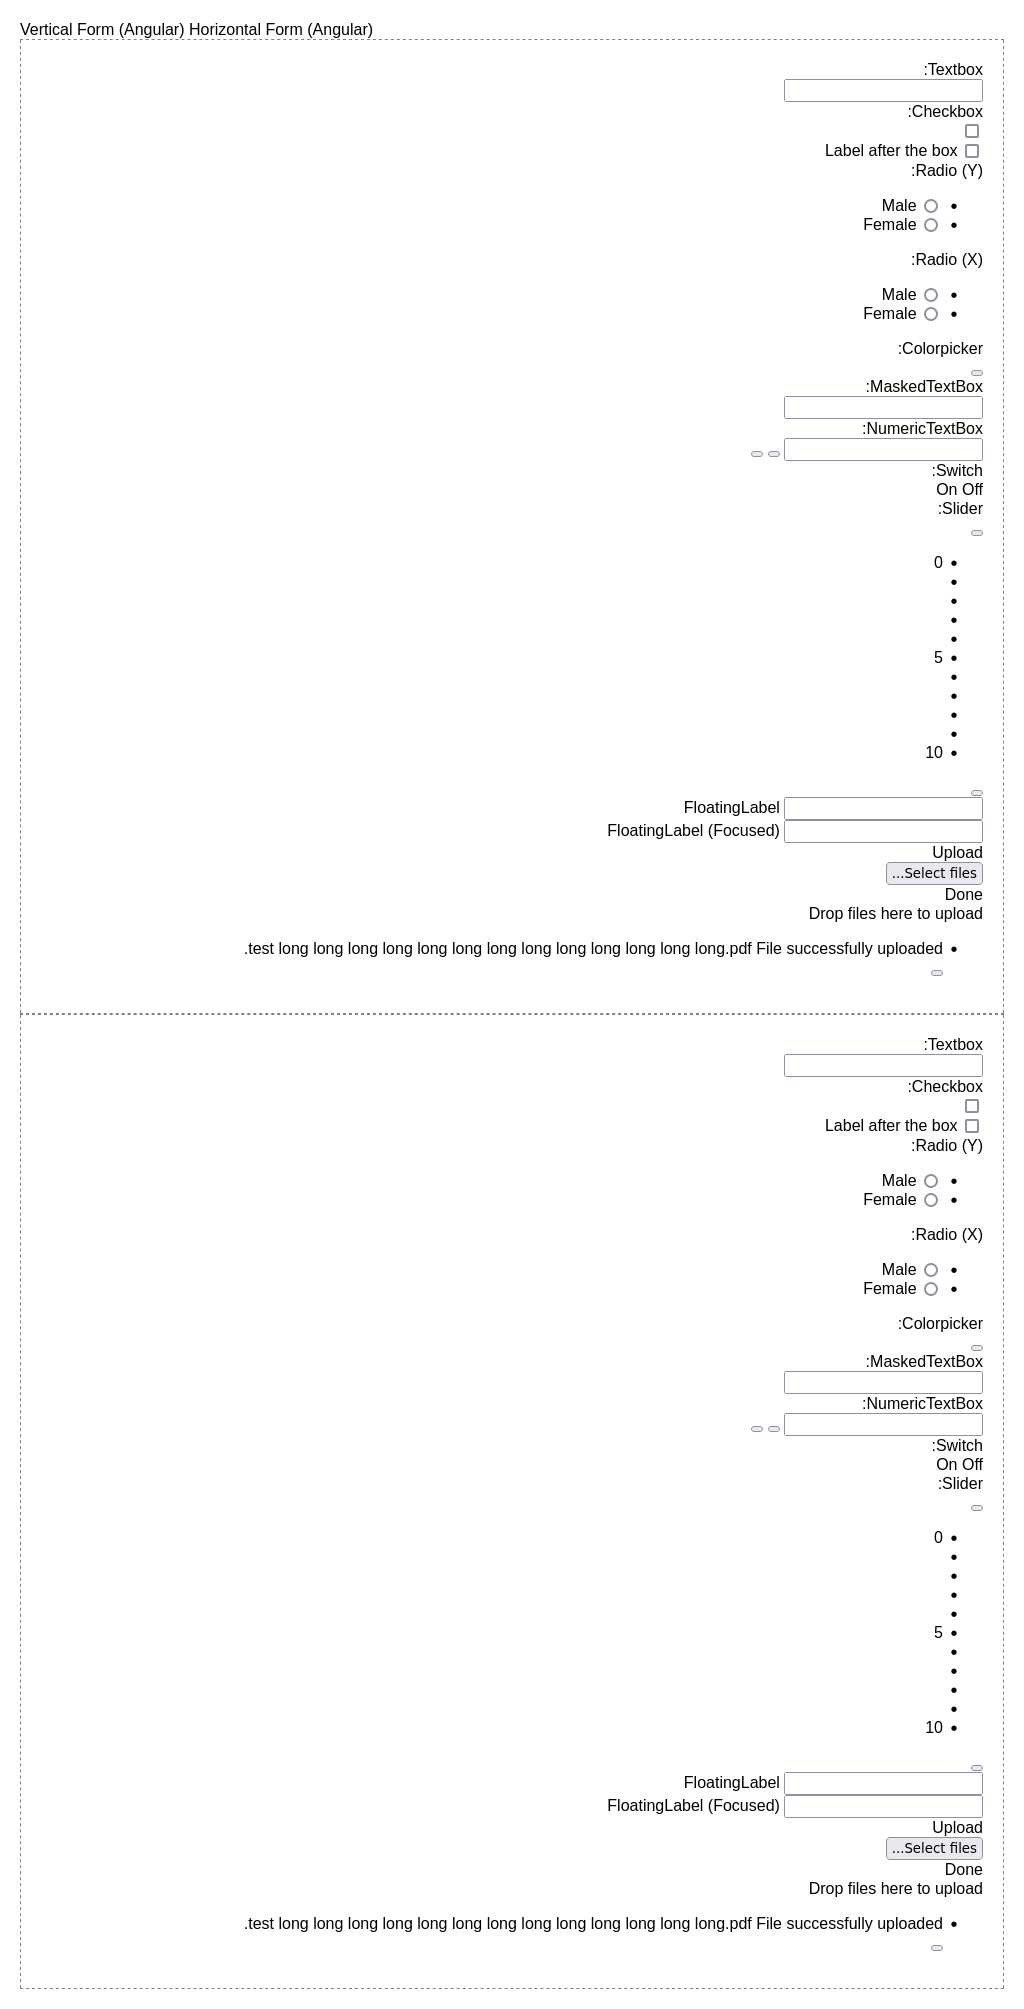 Vertical Form (Angular) Horizontal Form (Angular)
:Textbox
:Checkbox
Label after the box
:Radio (Y)
Male
Female
:Radio (X)
Male
Female
:Colorpicker
:MaskedTextBox
:NumericTextBox
:Switch
On Off
:Slider
0
5
10
FloatingLabel
FloatingLabel (Focused)
Upload
...Select files
Done
Drop files here to upload
.test long long long long long long long long long long long long long.pdf File successfully uploaded
:Textbox
:Checkbox
Label after the box
:Radio (Y)
Male
Female
:Radio (X)
Male
Female
:Colorpicker
:MaskedTextBox
:NumericTextBox
:Switch
On Off
:Slider
0
5
10
FloatingLabel
FloatingLabel (Focused)
Upload
...Select files
Done
Drop files here to upload
.test long long long long long long long long long long long long long.pdf File successfully uploaded